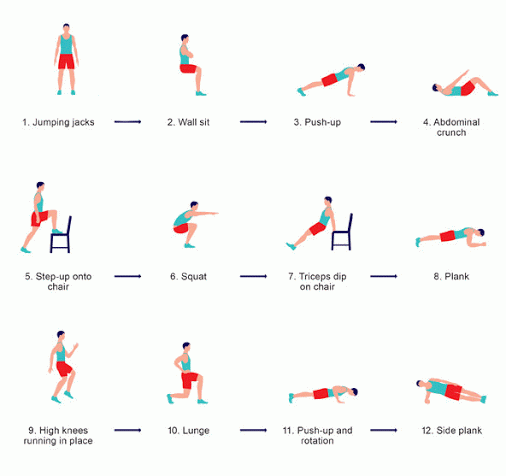 1. Jumping jacks
2. Wall sit
3. Push-up
4. Abdominal
crunch
5. Step-up onto
chair
6. Squat
7. Triceps dip
on chair
8. Plank
9. High knees
running in place
10. Lunge
11. Push-up and
rotation
12. Side plank